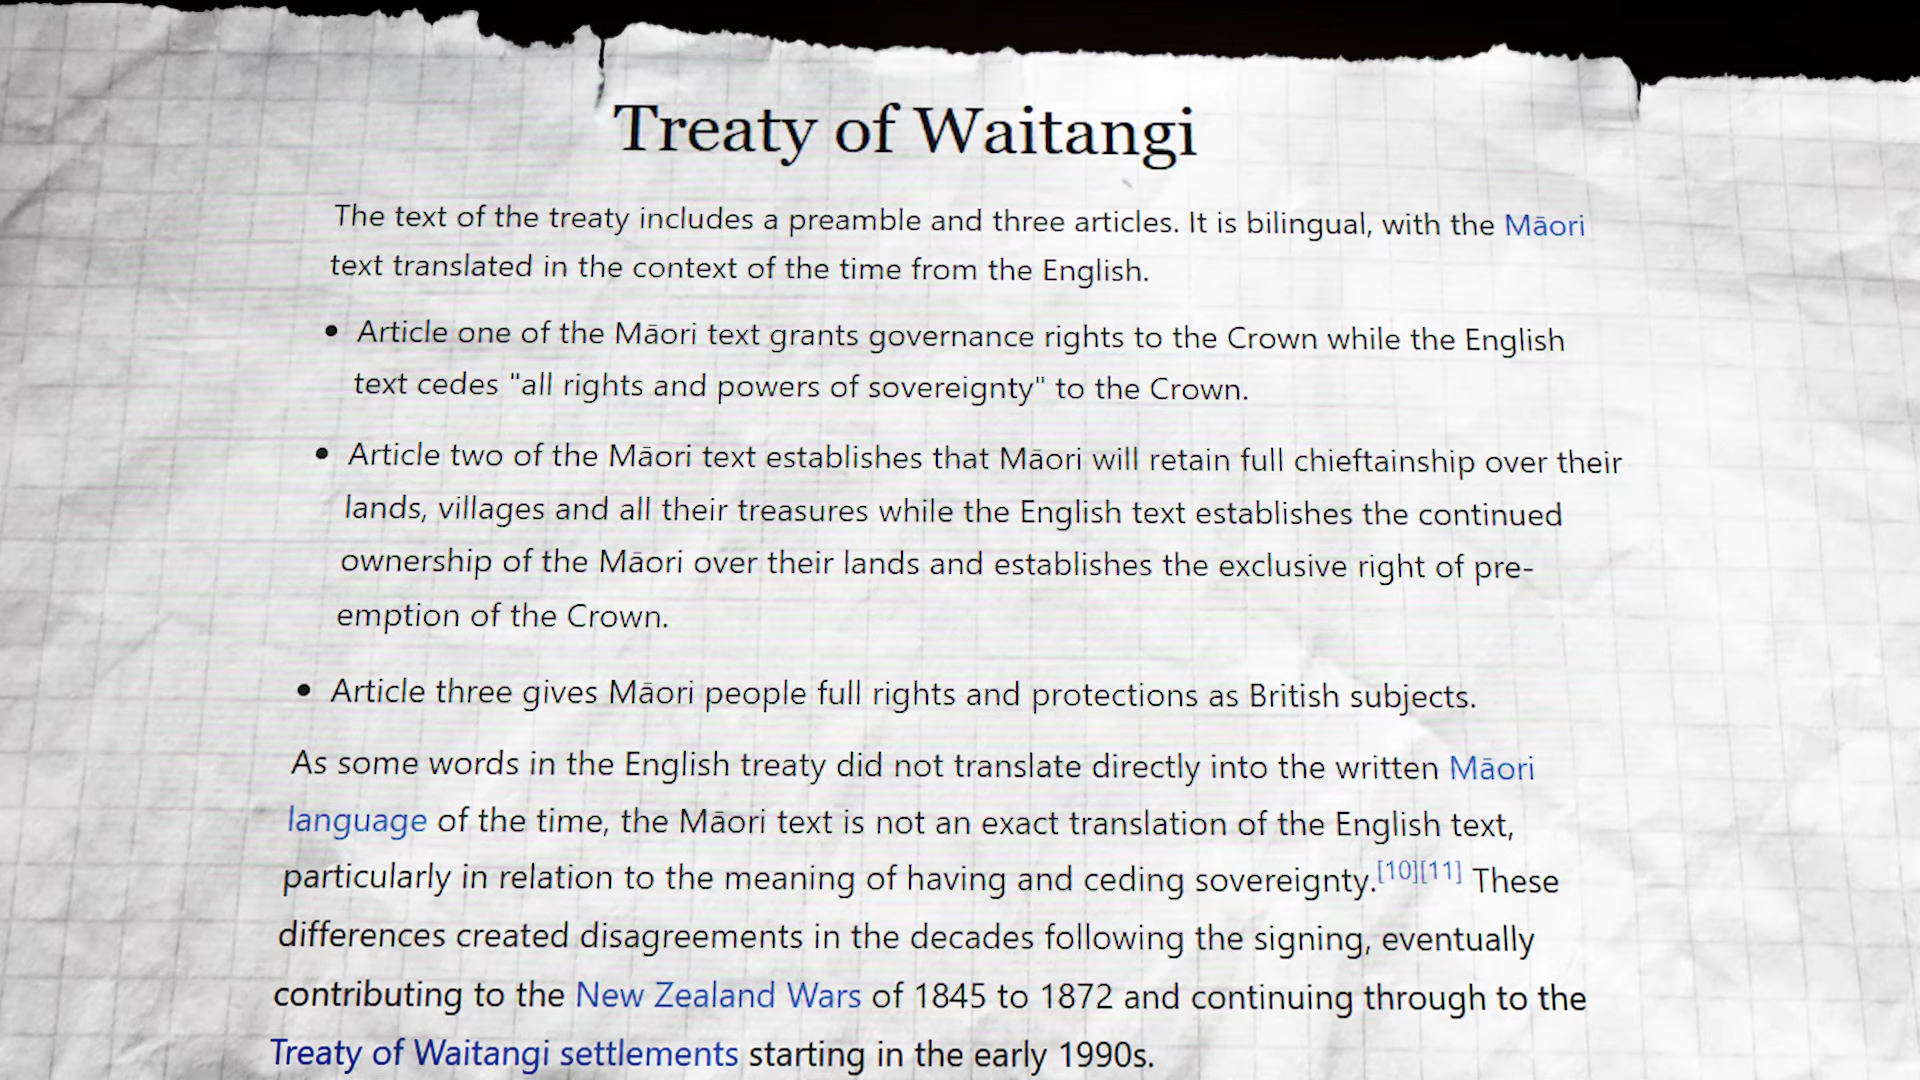 Treaty of Waitangi
The text of the treaty includes a preamble and three articles. It is bilingual, with the Māori
text translated in the context of the time from the English.
• Article one of the Māori text grants governance rights to the Crown while the English
text cedes "all rights and powers of sovereignty" to the Crown.
• Article two of the Māori text establishes that Māori will retain full chieftainship over their
lands, villages and all their treasures while the English text establishes the continued
ownership of the Māori over their lands and establishes the exclusive right of pre-
emption of the Crown.
• Article three gives Māori people full rights and protections as British subjects.
As some words in the English treaty did not translate directly into the written Māori
language of the time, the Māori text is not an exact translation of the English text,
particularly in relation to the meaning of having and ceding sovereignty.[10][11] These
differences created disagreements in the decades following the signing, eventually
contributing to the New Zealand Wars of 1845 to 1872 and continuing through to the
Treaty of Waitangi settlements starting in the early 1990s.